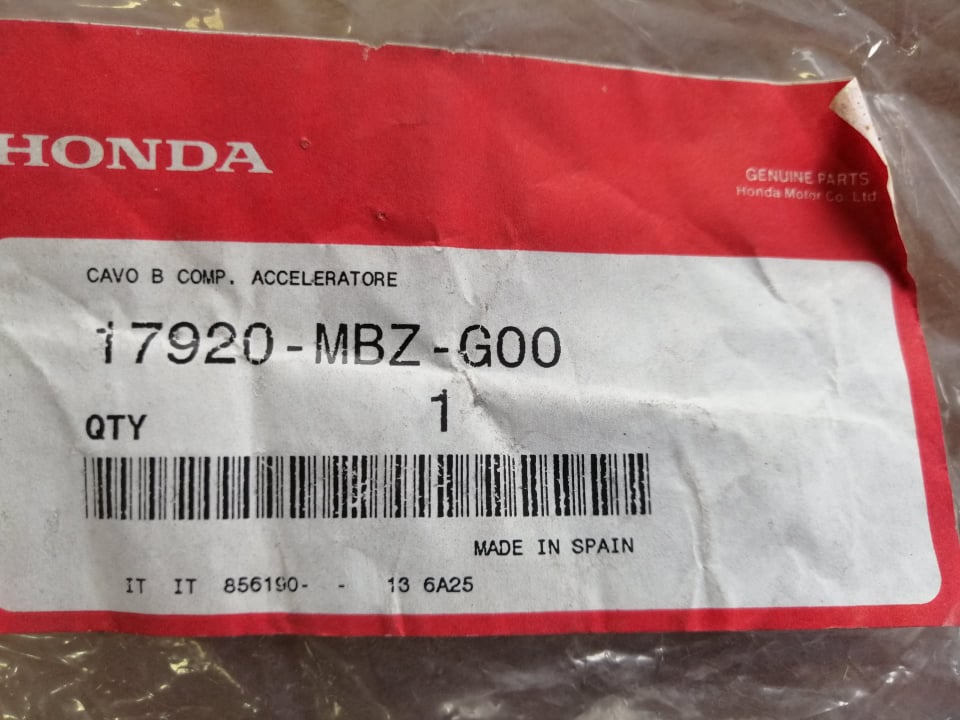 HONDA
GENUINE PARTS
Honda Motor Co. Ltd
CAVO B COMP. ACCELERATORE
17920-MBZ-G00
QTY 1
MADE IN SPAIN
IT IT 856190- - 13 6A25